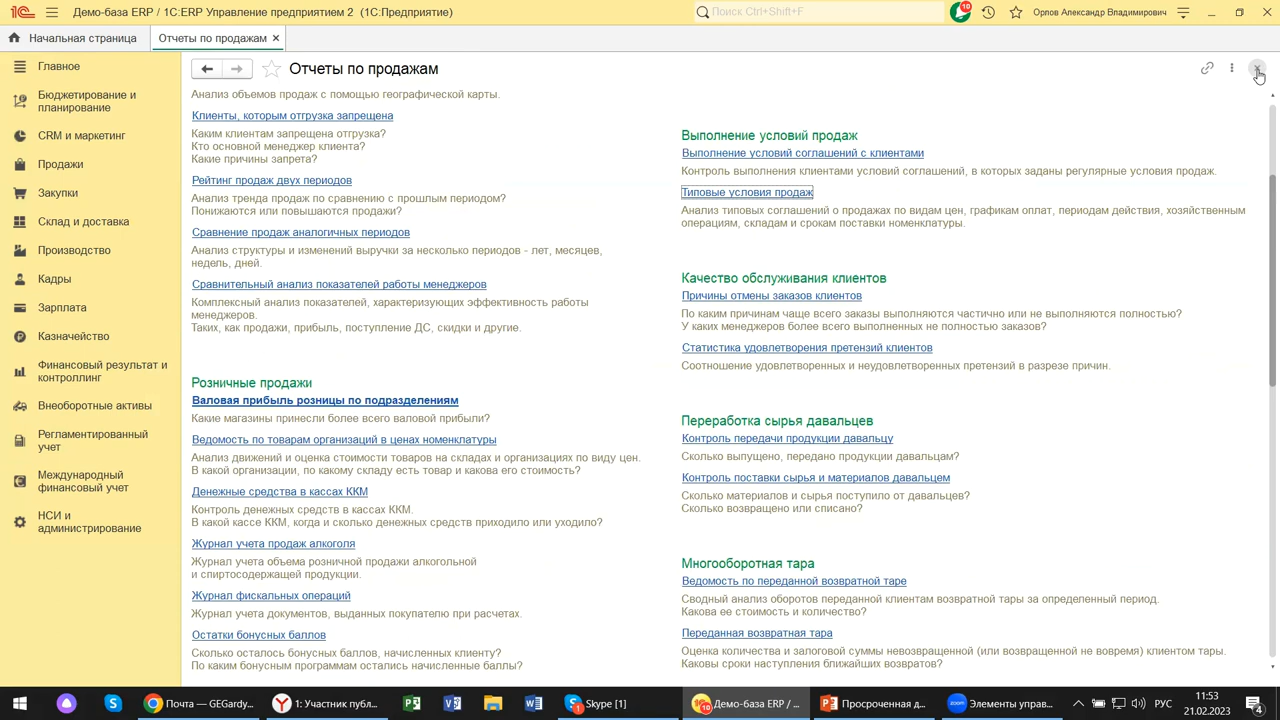 Демо-база ERP / 1С:ERP Управление предприятием 2 (1С:Предприятие)
Поиск Ctrl+Shift+F
10
Орлов Александр Владимирович
Начальная страница
Отчеты по продажам ×
Главное
Бюджетирование и
планирование
CRM и маркетинг
Продажи
Закупки
Склад и доставка
Производство
Кадры
Зарплата
Казначейство
Финансовый результат и
контроллинг
Внеоборотные активы
Регламентированный
учет
Международный
финансовый учет
НСИ и
администрирование
Отчеты по продажам
Анализ объемов продаж с помощью географической карты.
Клиенты, которым отгрузка запрещена
Каким клиентам запрещена отгрузка?
Кто основной менеджер клиента?
Какие причины запрета?
Рейтинг продаж двух периодов
Анализ тренда продаж по сравнению с прошлым периодом?
Понижаются или повышаются продажи?
Сравнение продаж аналогичных периодов
Анализ структуры и изменений выручки за несколько периодов - лет, месяцев,
недель, дней.
Сравнительный анализ показателей работы менеджеров
Комплексный анализ показателей, характеризующих эффективность работы
менеджеров.
Таких, как продажи, прибыль, поступление ДС, скидки и другие.
Розничные продажи
Валовая прибыль розницы по подразделениям
Какие магазины принесли более всего валовой прибыли?
Ведомость по товарам организаций в ценах номенклатуры
Анализ движений и оценка стоимости товаров на складах и организациях по виду цен.
В какой организации, по какому складу есть товар и какова его стоимость?
Денежные средства в кассах ККМ
Контроль денежных средств в кассах ККМ.
В какой кассе ККМ, когда и сколько денежных средств приходило или уходило?
Журнал учета продаж алкоголя
Журнал учета объема розничной продажи алкогольной
и спиртосодержащей продукции.
Журнал фискальных операций
Журнал учета документов, выданных покупателю при расчетах.
Остатки бонусных баллов
Сколько осталось бонусных баллов, начисленных клиенту?
По каким бонусным программам остались начисленные баллы?
Выполнение условий продаж
Выполнение условий соглашений с клиентами
Контроль выполнения клиентами условий соглашений, в которых заданы регулярные условия продаж.
Типовые условия продаж
Анализ типовых соглашений о продажах по видам цен, графикам оплат, периодам действия, хозяйственным
операциям, складам и срокам поставки номенклатуры.
Качество обслуживания клиентов
Причины отмены заказов клиентов
По каким причинам чаще всего заказы выполняются частично или не выполняются полностью?
У каких менеджеров более всего выполненных не полностью заказов?
Статистика удовлетворения претензий клиентов
Соотношение удовлетворенных и неудовлетворенных претензий в разрезе причин.
Переработка сырья давальцев
Контроль передачи продукции давальцу
Сколько выпущено, передано продукции давальцам?
Контроль поставки сырья и материалов давальцем
Сколько материалов и сырья поступило от давальцев?
Сколько возвращено или списано?
Многооборотная тара
Ведомость по переданной возвратной таре
Сводный анализ оборотов переданной клиентам возвратной тары за определенный период.
Какова ее стоимость и количество?
Переданная возвратная тара
Оценка количества и залоговой суммы невозвращенной (или возвращенной не вовремя) клиентом тары.
Каковы сроки наступления ближайших возвратов?
Почта — GEGardy...
1: Участник публ...
Skype [1]
Демо-база ERP / ...
Просроченная д...
Элементы управ...
РУС
11:53
21.02.2023
4